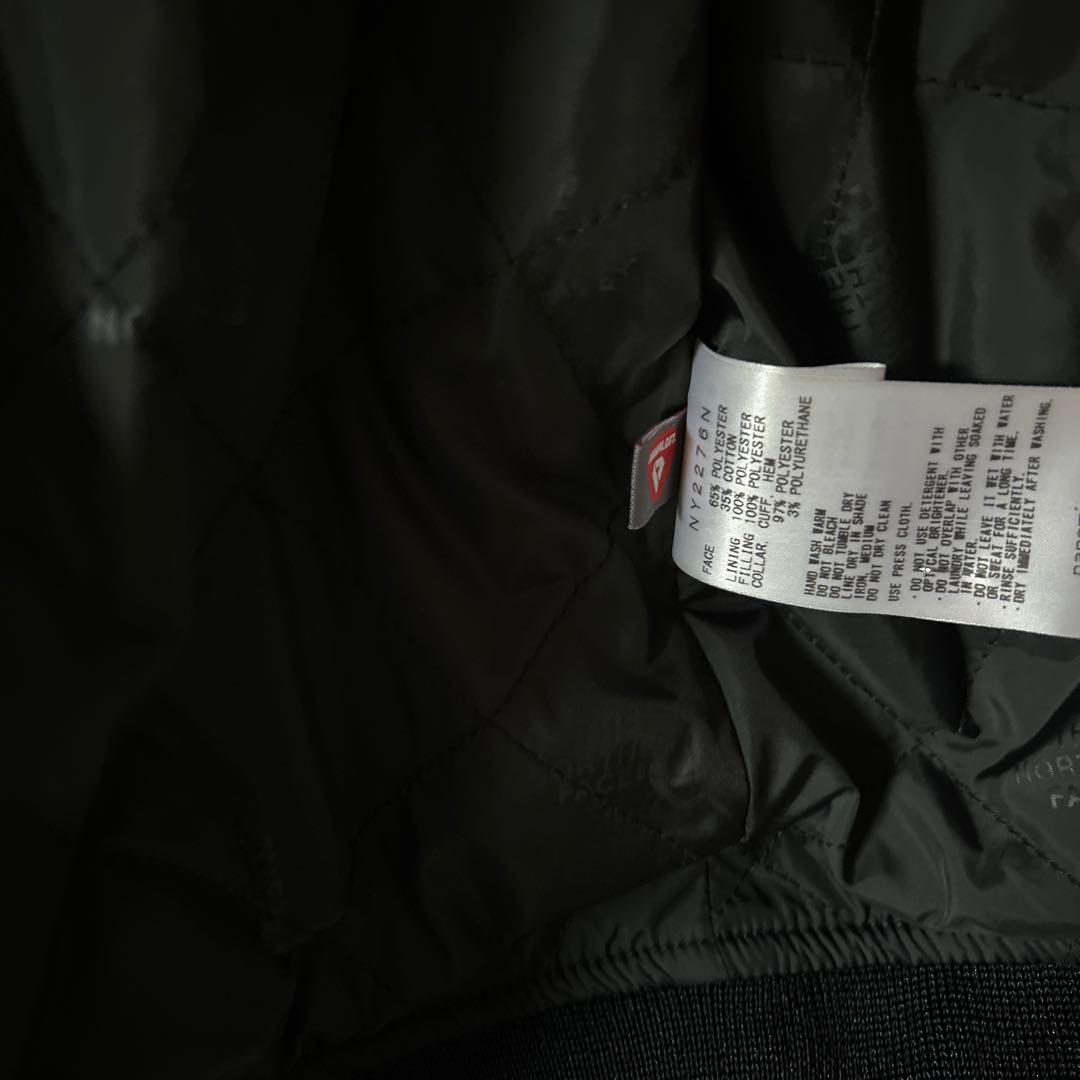 NY2276N
FACE 65% POLYESTER
35% COTTON
LINING 100% POLYESTER
FILLING 100% POLYESTER
COLLAR, CUFF, HEM
97% POLYESTER
3% POLYURETHANE
HAND WASH WARM
DO NOT BLEACH
DO NOT TUMBLE DRY
LINE DRY IN SHADE
IRON, MEDIUM
DO NOT DRY CLEAN
USE PRESS CLOTH.
・DO NOT USE DETERGENT WITH
OPTICAL BRIGHTENER.
・DO NOT OVERLAP WITH OTHER
LAUNDRY WHILE LEAVING SOAKED
IN WATER.
・DO NOT LEAVE IT WET WITH WATER
OR SWEAT FOR A LONG TIME.
・RINSE SUFFICIENTLY.
・DRY IMMEDIATELY AFTER WASHING.